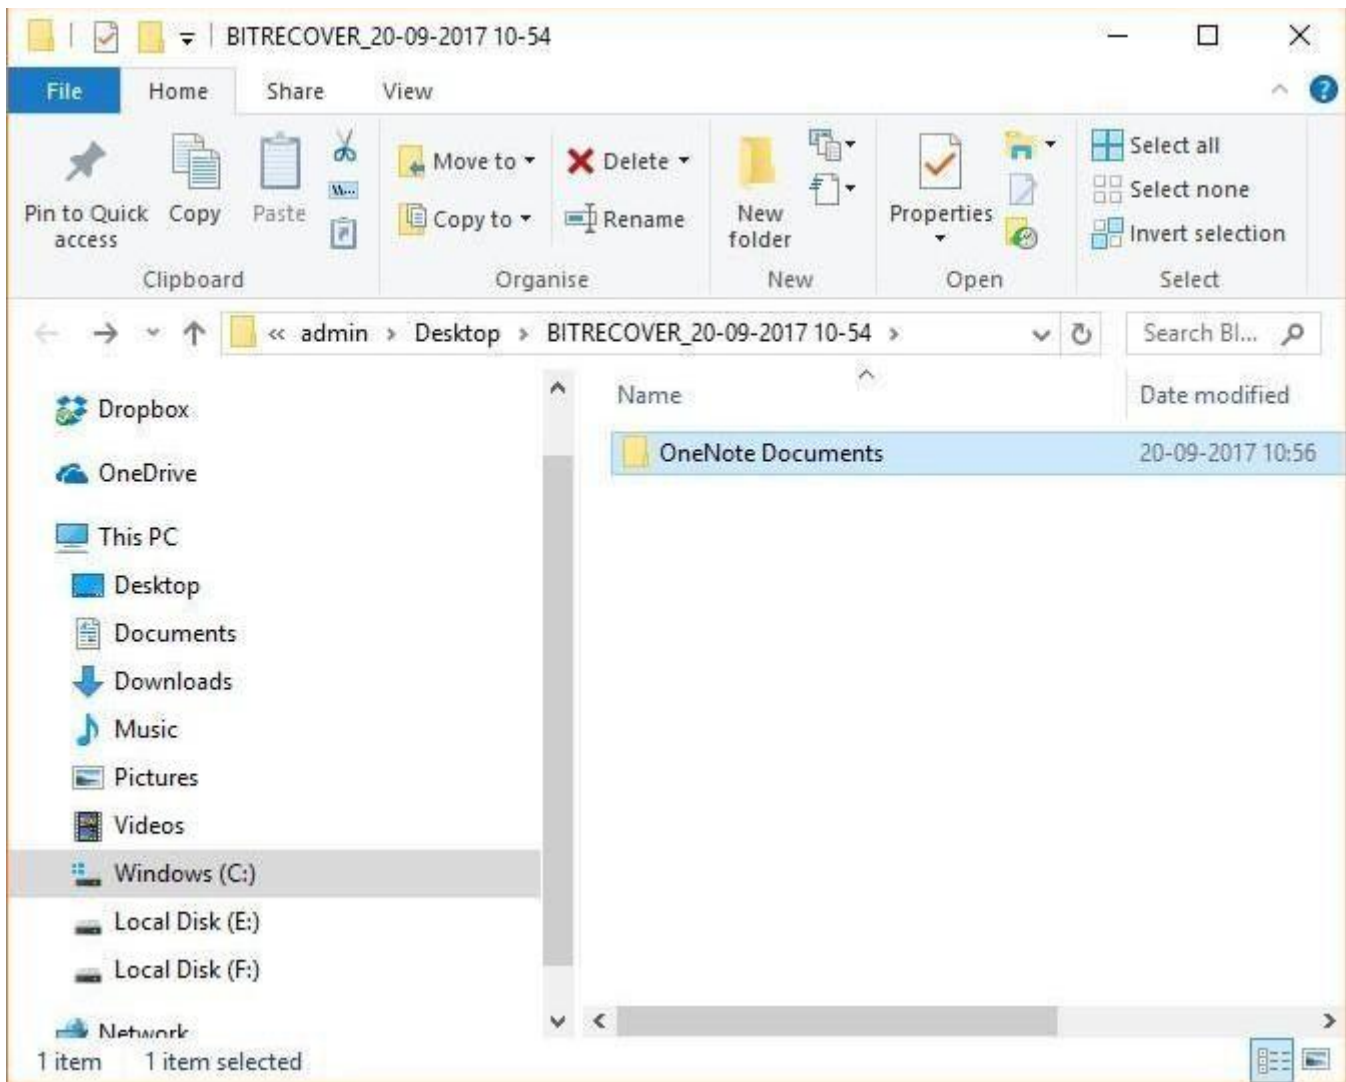 BITRECOVER_20-09-2017 10-54
File Home Share View
Pin to Quick access
Copy
Paste
Clipboard
Move to
Copy to
Delete
Rename
Organise
New folder
New
Properties
Open
Select all
Select none
Invert selection
Select
« admin > Desktop > BITRECOVER_20-09-2017 10-54 >
Search BI...
Dropbox
OneDrive
This PC
Desktop
Documents
Downloads
Music
Pictures
Videos
Windows (C:)
Local Disk (E:)
Local Disk (F:)
Network
Name Date modified
OneNote Documents 20-09-2017 10:56
1 item 1 item selected